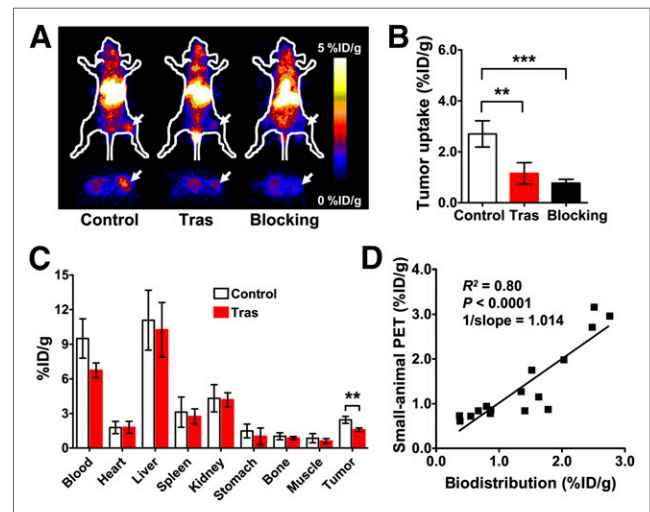 A
5 %ID/g
0 %ID/g
Control Tras Blocking
B
Tumor uptake (%ID/g)
6.0
4.0
2.0
0.0
***
**
Control Tras Blocking
C
%ID/g
15
12
9
6
3
0
Control
Tras
**
Blood Heart Liver Spleen Kidney Stomach Bone Muscle Tumor
D
Small-animal PET (%ID/g)
4.0
3.0
2.0
1.0
0.0
R² = 0.80
P < 0.0001
1/slope = 1.014
0.0 1.0 2.0 3.0
Biodistribution (%ID/g)